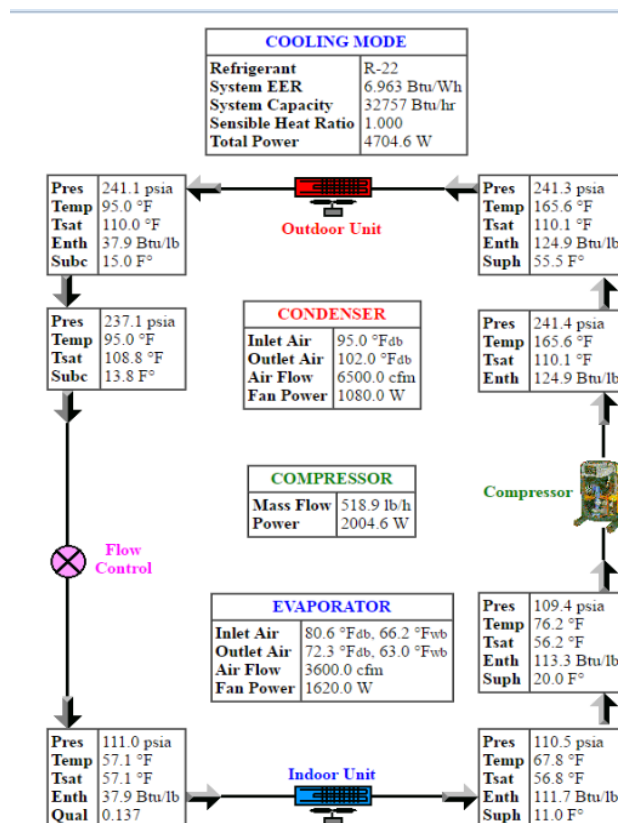 COOLING MODE
Refrigerant R-22
System EER 6.963 Btu/Wh
System Capacity 32757 Btu/hr
Sensible Heat Ratio 1.000
Total Power 4704.6 W
Pres 241.1 psia
Temp 95.0 °F
Tsat 110.0 °F
Enth 37.9 Btu/lb
Subc 15.0 F°
Outdoor Unit
Pres 241.3 psia
Temp 165.6 °F
Tsat 110.1 °F
Enth 124.9 Btu/lb
Suph 55.5 F°
Pres 237.1 psia
Temp 95.0 °F
Tsat 108.8 °F
Subc 13.8 F°
CONDENSER
Inlet Air 95.0 °Fdb
Outlet Air 102.0 °Fdb
Air Flow 6500.0 cfm
Fan Power 1080.0 W
Pres 241.4 psia
Temp 165.6 °F
Tsat 110.1 °F
Enth 124.9 Btu/lb
COMPRESSOR
Mass Flow 518.9 lb/h
Power 2004.6 W
Compressor
Flow
Control
EVAPORATOR
Inlet Air 80.6 °Fdb, 66.2 °Fwb
Outlet Air 72.3 °Fdb, 63.0 °Fwb
Air Flow 3600.0 cfm
Fan Power 1620.0 W
Pres 109.4 psia
Temp 76.2 °F
Tsat 56.2 °F
Enth 113.3 Btu/lb
Suph 20.0 F°
Pres 111.0 psia
Temp 57.1 °F
Tsat 57.1 °F
Enth 37.9 Btu/lb
Qual 0.137
Indoor Unit
Pres 110.5 psia
Temp 67.8 °F
Tsat 56.8 °F
Enth 111.7 Btu/lb
Suph 11.0 F°